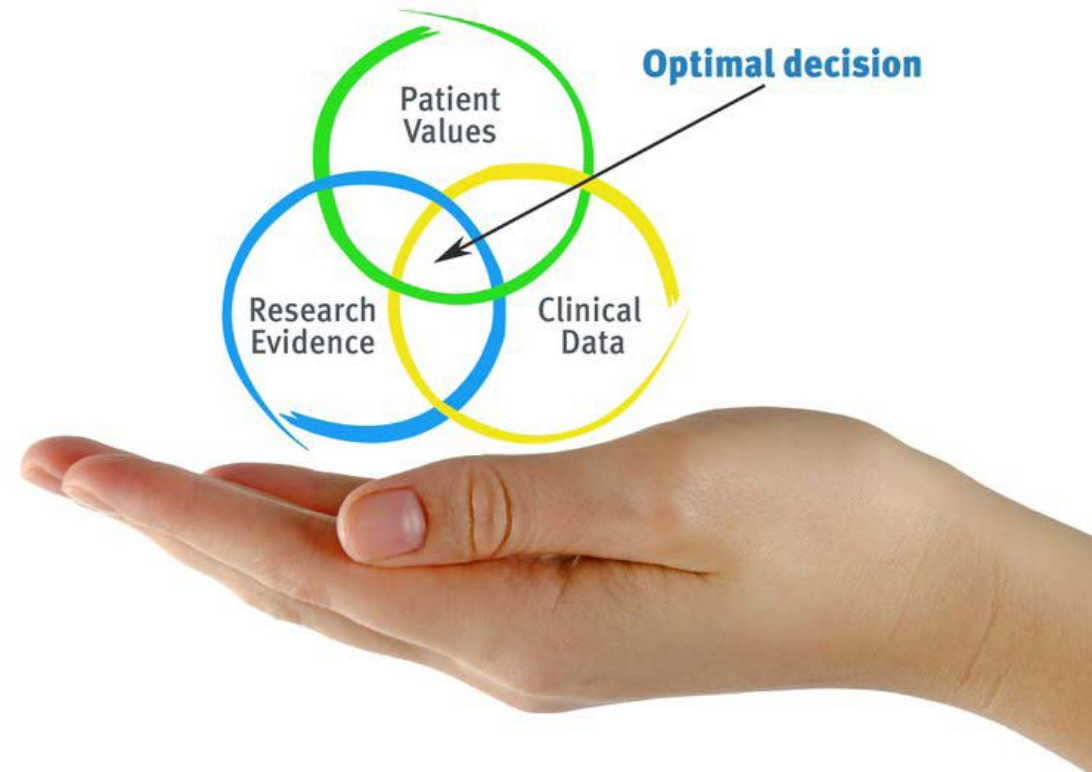 Optimal decision
Patient
Values
Research
Evidence
Clinical
Data